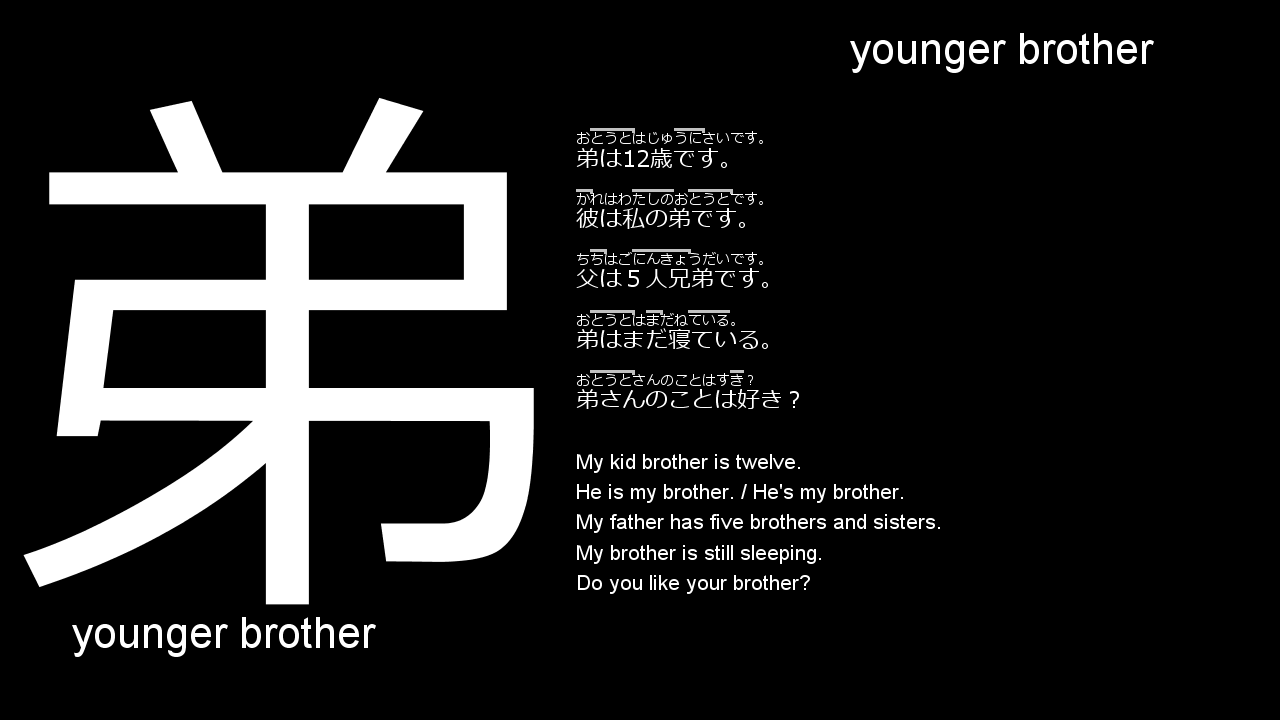 younger brother
弟
younger brother
おとうとはじゅうにさいです。
弟は12歳です。
かれはわたしのおとうとです。
彼は私の弟です。
ちちはごにんきょうだいです。
父は５人兄弟です。
おとうとはまだねている。
弟はまだ寝ている。
おとうとさんのことはすき？
弟さんのことは好き？
My kid brother is twelve.
He is my brother. / He's my brother.
My father has five brothers and sisters.
My brother is still sleeping.
Do you like your brother?